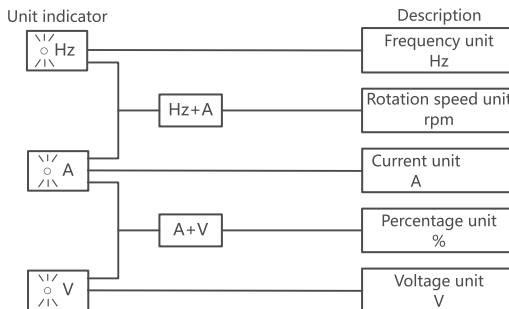 Unit indicator
Description
Hz
Frequency unit
Hz
Hz+A
Rotation speed unit
rpm
A
Current unit
A
A+V
Percentage unit
%
V
Voltage unit
V